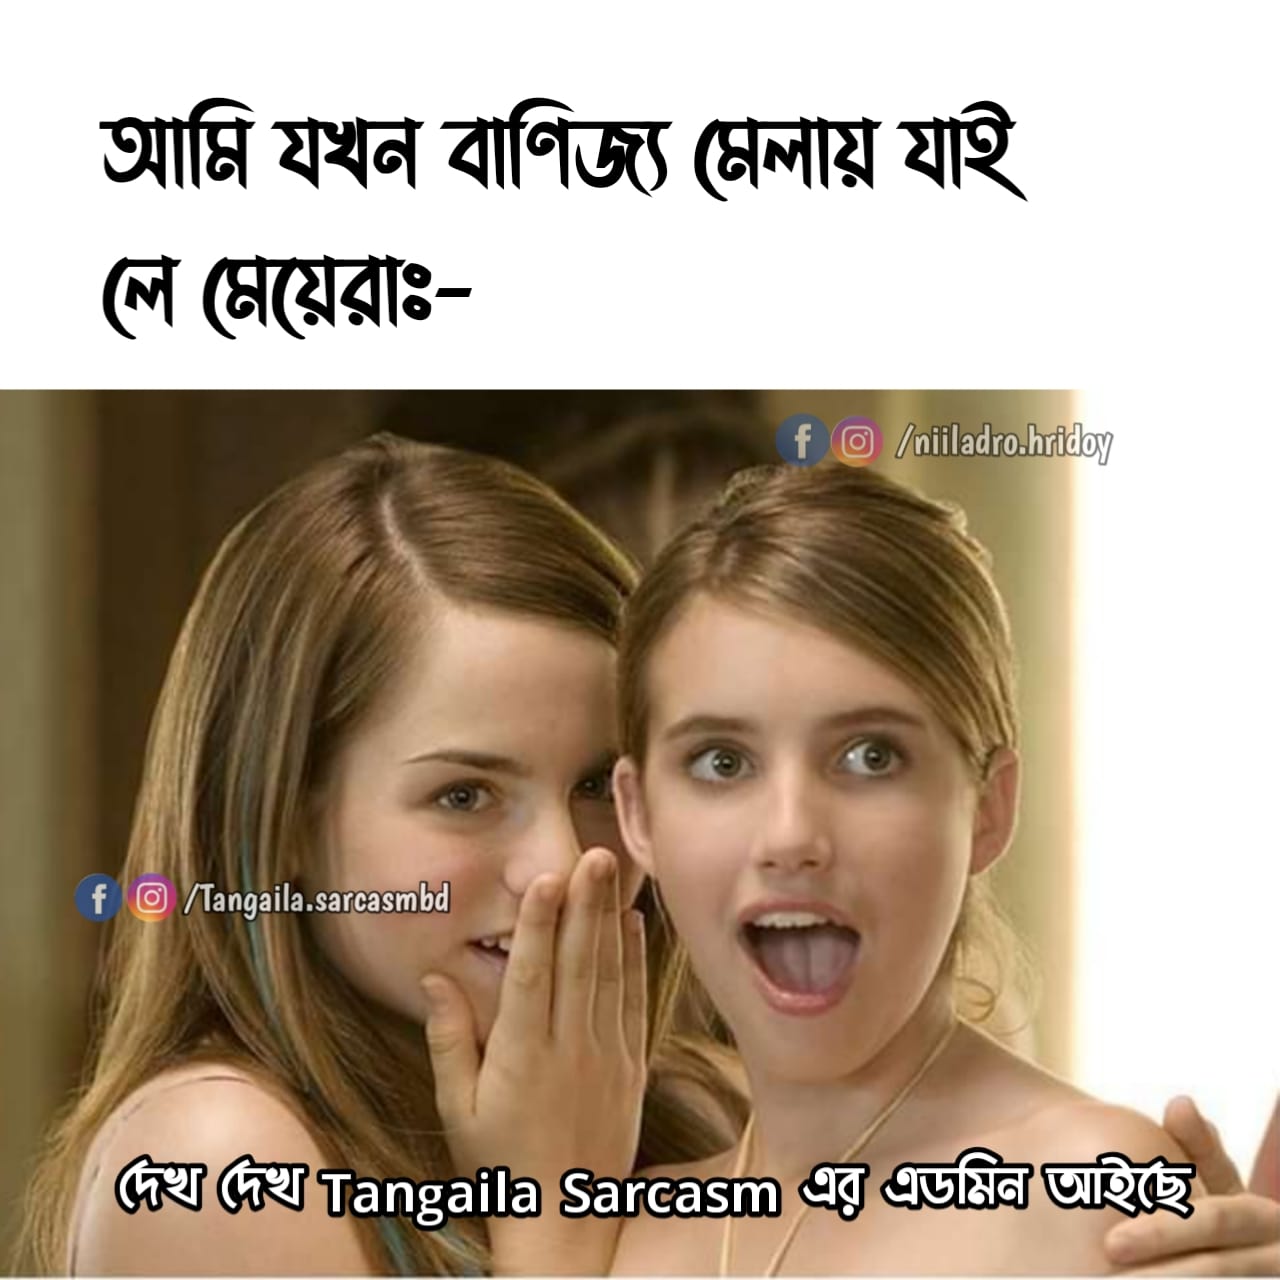 আমি যখন বাণিজ্য মেলায় যাই
লে মেয়েরাঃ-
/niiladro.hridoy
/Tangaila.sarcasmbd
দেখ দেখ Tangaila Sarcasm এর এডমিন আইছে